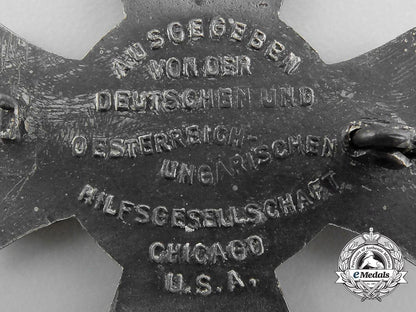 AUSGEGEBEN
VON DER
DEUTSCHEN UND
OESTERREICH-
UNGARISCHEN
HILFSGESELLSCHAFT
CHICAGO
U.S.A.
eMedals